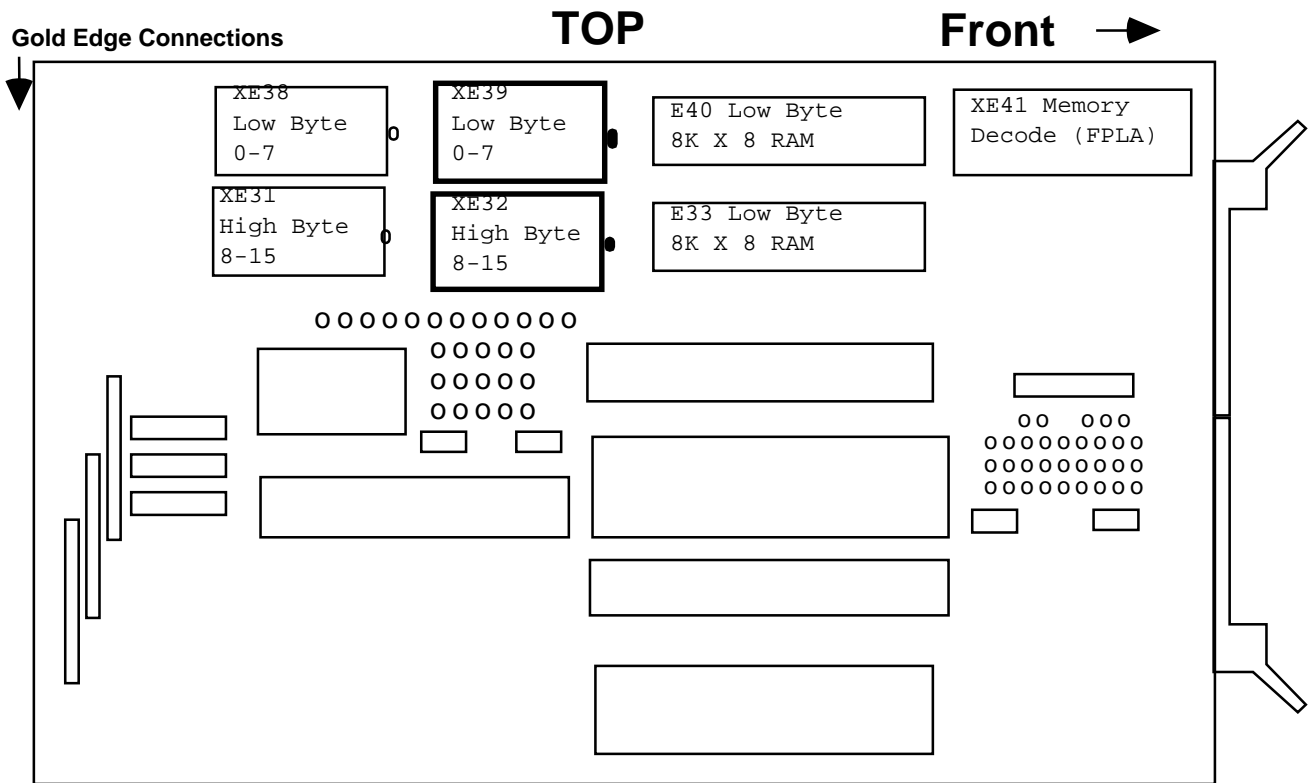 TOP
Front
Gold Edge Connections
XE38
Low Byte
0-7
XE39
Low Byte
0-7
E40 Low Byte
8K X 8 RAM
XE41 Memory
Decode (FPLA)
XE31
High Byte
8-15
XE32
High Byte
8-15
E33 Low Byte
8K X 8 RAM